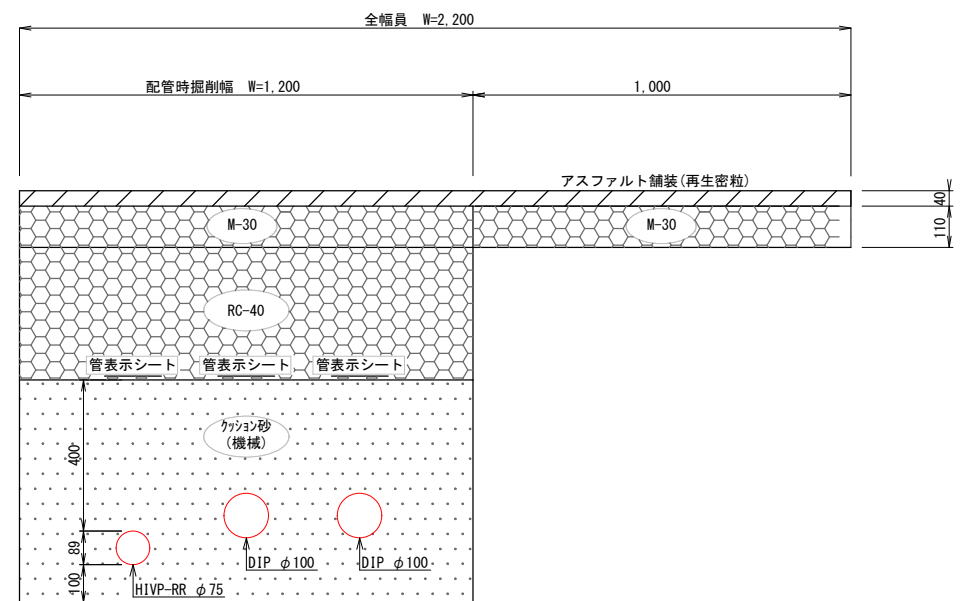 全幅員 W=2,200
配管時掘削幅 W=1,200
1,000
アスファルト舗装(再生密粒)
40
M-30
M-30
110
RC-40
管表示シート
管表示シート
管表示シート
クッション砂
(機械)
400
89
100
DIP φ100
DIP φ100
HIVP-RR φ75